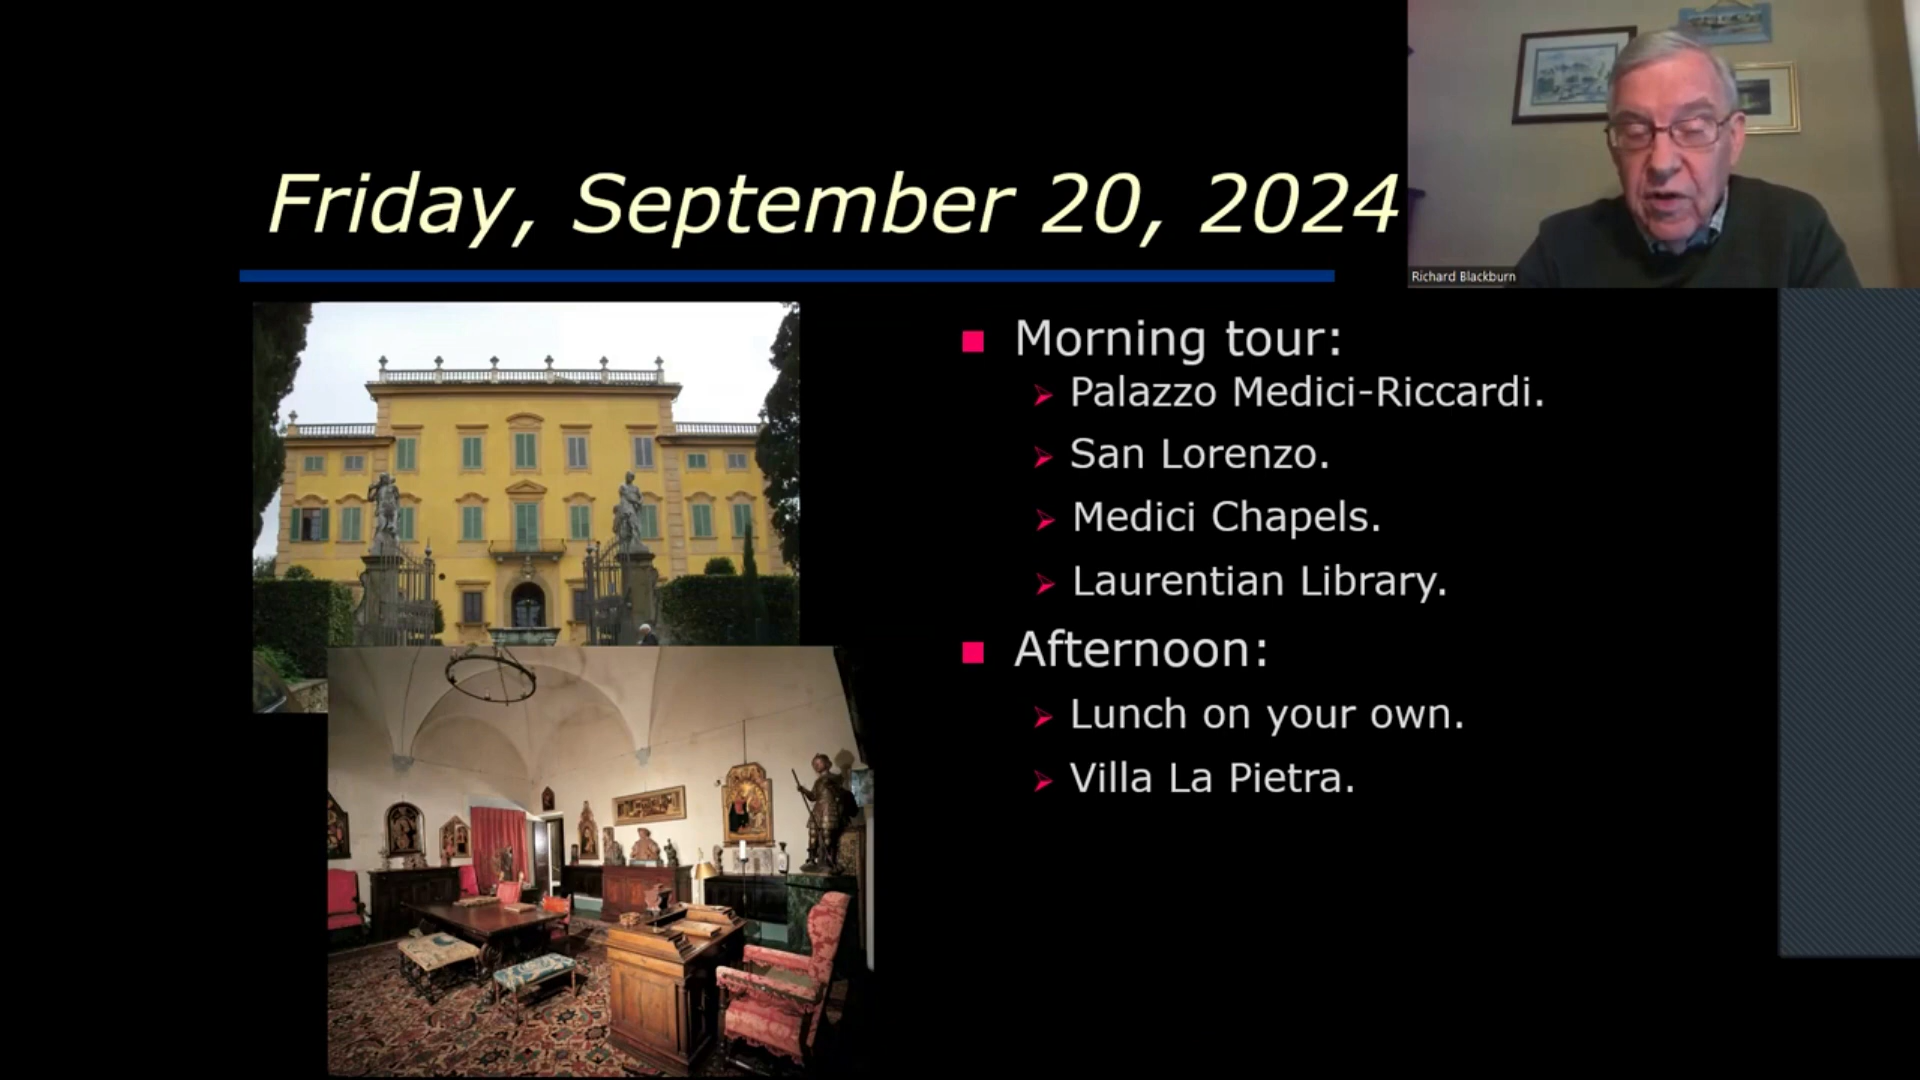 Friday, September 20, 2024
Richard Blackburn
Morning tour:
Palazzo Medici-Riccardi.
San Lorenzo.
Medici Chapels.
Laurentian Library.
Afternoon:
Lunch on your own.
Villa La Pietra.